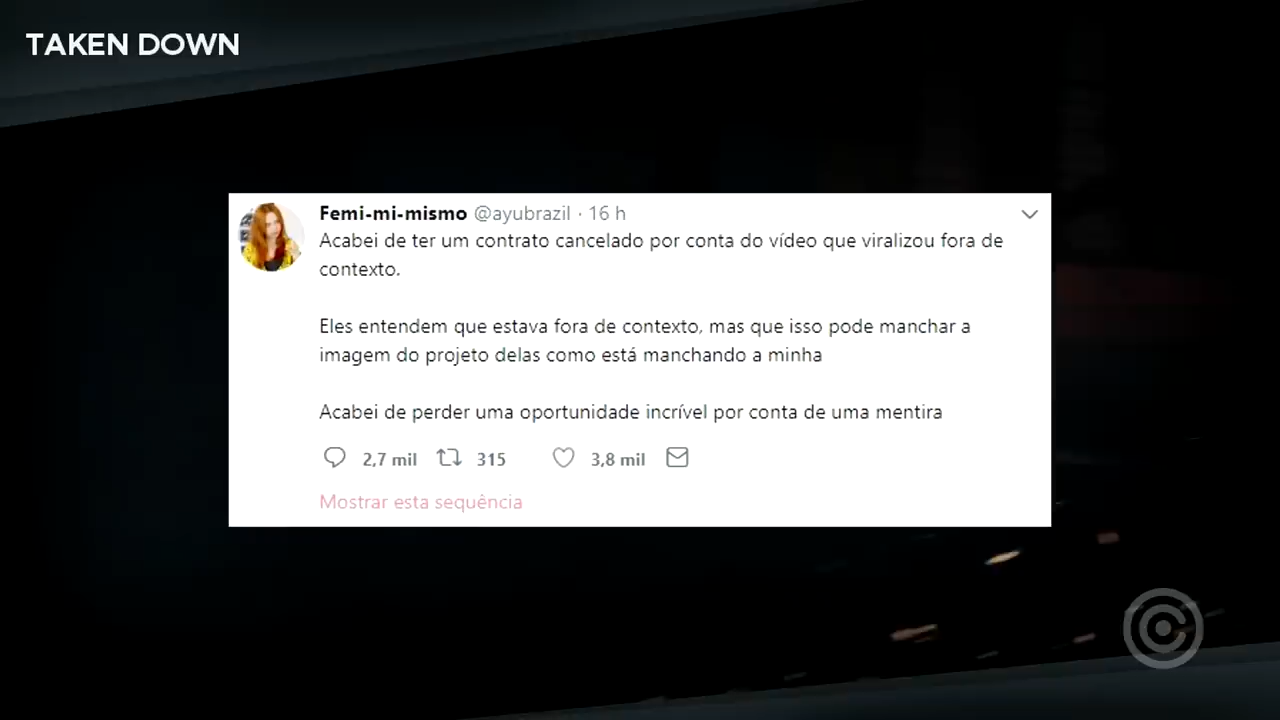 TAKEN DOWN
Femi-mi-mismo @ayubrazil · 16 h
Acabei de ter um contrato cancelado por conta do vídeo que viralizou fora de
contexto.
Eles entendem que estava fora de contexto, mas que isso pode manchar a
imagem do projeto delas como está manchando a minha
Acabei de perder uma oportunidade incrível por conta de uma mentira
2,7 mil 315 3,8 mil
Mostrar esta sequência